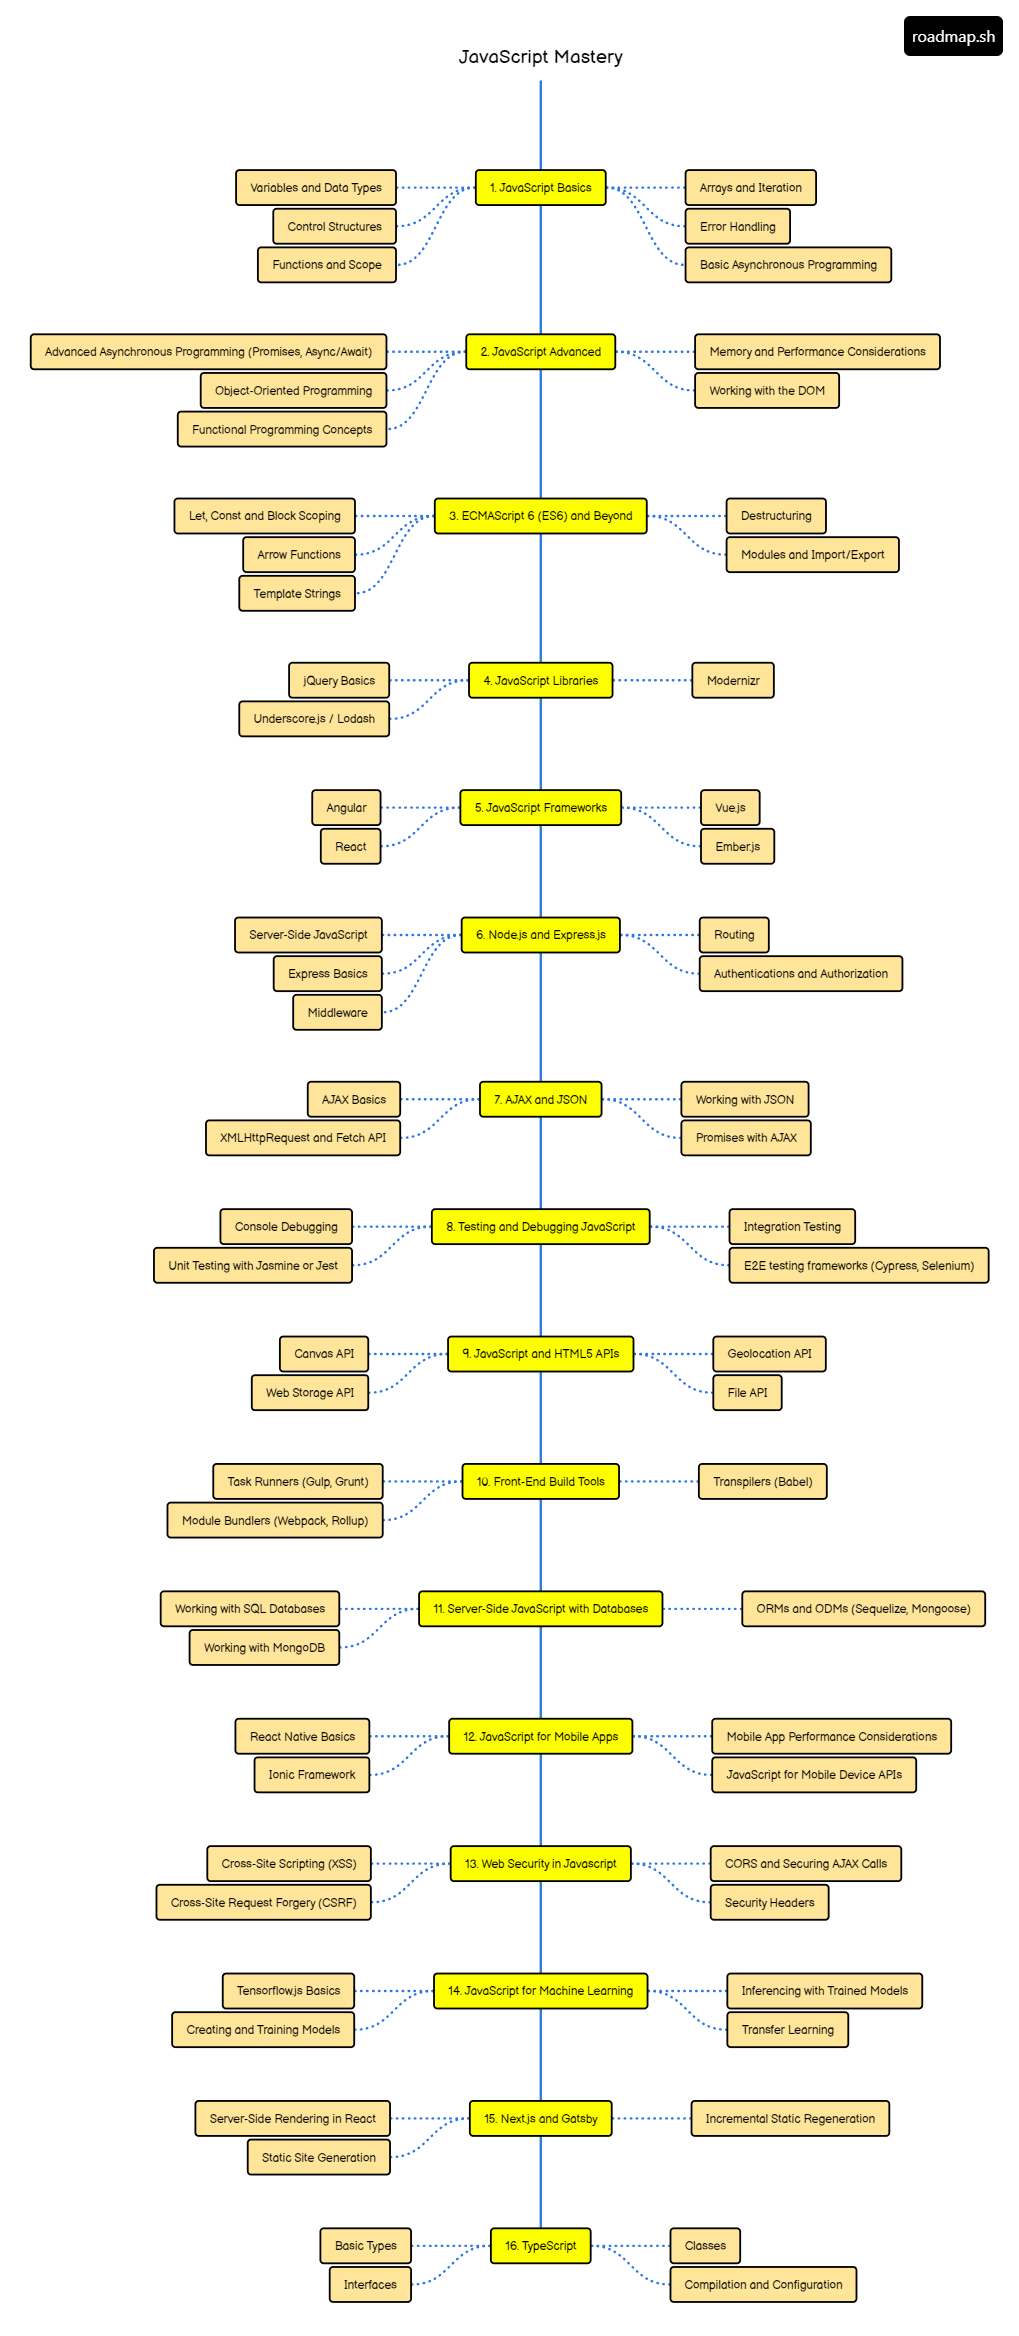 roadmap.sh
JavaScript Mastery
1. JavaScript Basics
Variables and Data Types
Control Structures
Functions and Scope
Arrays and Iteration
Error Handling
Basic Asynchronous Programming
2. JavaScript Advanced
Advanced Asynchronous Programming (Promises, Async/Await)
Object-Oriented Programming
Functional Programming Concepts
Memory and Performance Considerations
Working with the DOM
3. ECMAScript 6 (ES6) and Beyond
Let, Const and Block Scoping
Arrow Functions
Template Strings
Destructuring
Modules and Import/Export
4. JavaScript Libraries
jQuery Basics
Underscore.js / Lodash
Modernizr
5. JavaScript Frameworks
Angular
React
Vue.js
Ember.js
6. Node.js and Express.js
Server-Side JavaScript
Express Basics
Middleware
Routing
Authentications and Authorization
7. AJAX and JSON
AJAX Basics
XMLHttpRequest and Fetch API
Working with JSON
Promises with AJAX
8. Testing and Debugging JavaScript
Console Debugging
Unit Testing with Jasmine or Jest
Integration Testing
E2E testing frameworks (Cypress, Selenium)
9. JavaScript and HTML5 APIs
Canvas API
Web Storage API
Geolocation API
File API
10. Front-End Build Tools
Task Runners (Gulp, Grunt)
Module Bundlers (Webpack, Rollup)
Transpilers (Babel)
11. Server-Side JavaScript with Databases
Working with SQL Databases
Working with MongoDB
ORMs and ODMs (Sequelize, Mongoose)
12. JavaScript for Mobile Apps
React Native Basics
Ionic Framework
Mobile App Performance Considerations
JavaScript for Mobile Device APIs
13. Web Security in Javascript
Cross-Site Scripting (XSS)
Cross-Site Request Forgery (CSRF)
CORS and Securing AJAX Calls
Security Headers
14. JavaScript for Machine Learning
Tensorflow.js Basics
Creating and Training Models
Inferencing with Trained Models
Transfer Learning
15. Next.js and Gatsby
Server-Side Rendering in React
Static Site Generation
Incremental Static Regeneration
16. TypeScript
Basic Types
Interfaces
Classes
Compilation and Configuration